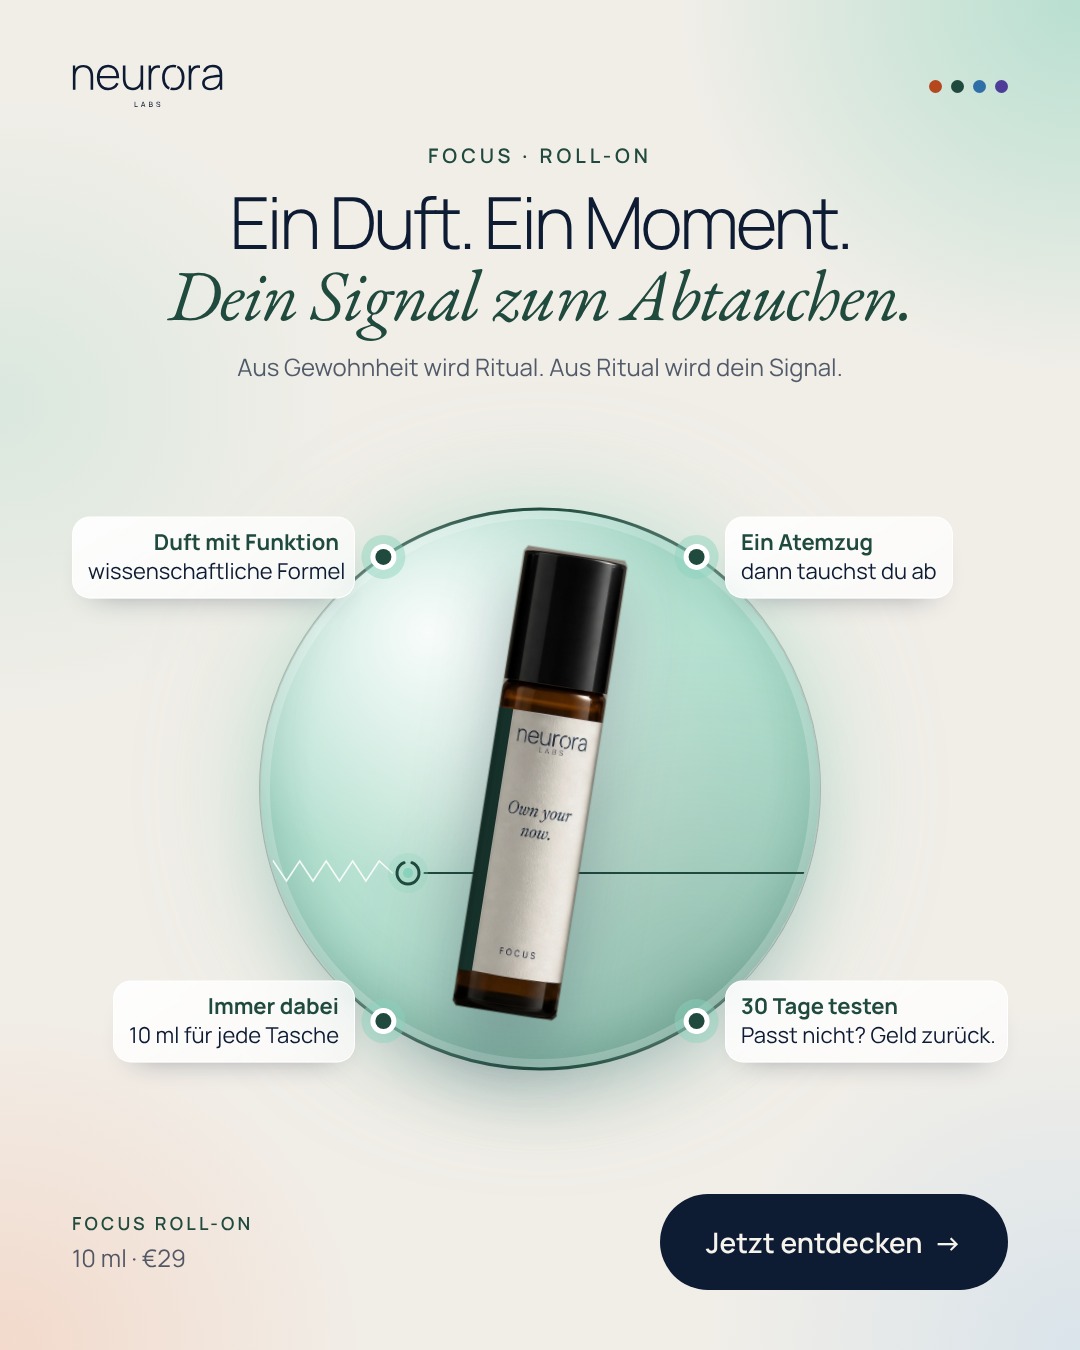 neurora
LABS
FOCUS · ROLL-ON
Ein Duft. Ein Moment.
Dein Signal zum Abtauchen.
Aus Gewohnheit wird Ritual. Aus Ritual wird dein Signal.
Duft mit Funktion
wissenschaftliche Formel
Ein Atemzug
dann tauchst du ab
neurora
LABS
Own your
now.
FOCUS
Immer dabei
10 ml für jede Tasche
30 Tage testen
Passt nicht? Geld zurück.
FOCUS ROLL-ON
10 ml · €29
Jetzt entdecken →